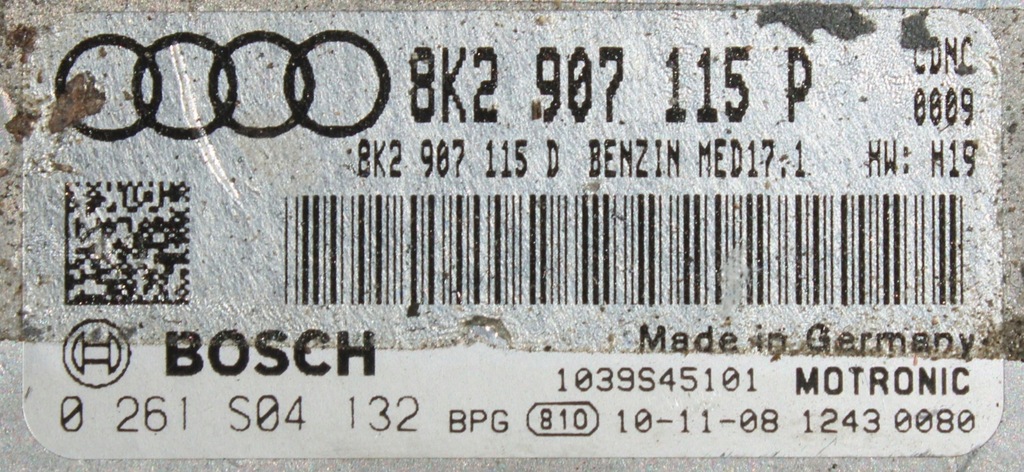 8K2 907 115 P CDNC
0009
8K2 907 115 D BENZIN MED17.1 HW: H19
BOSCH Made in Germany
1039S45101 MOTRONIC
0 261 S04 132 BPG 810 10-11-08 1243 0080